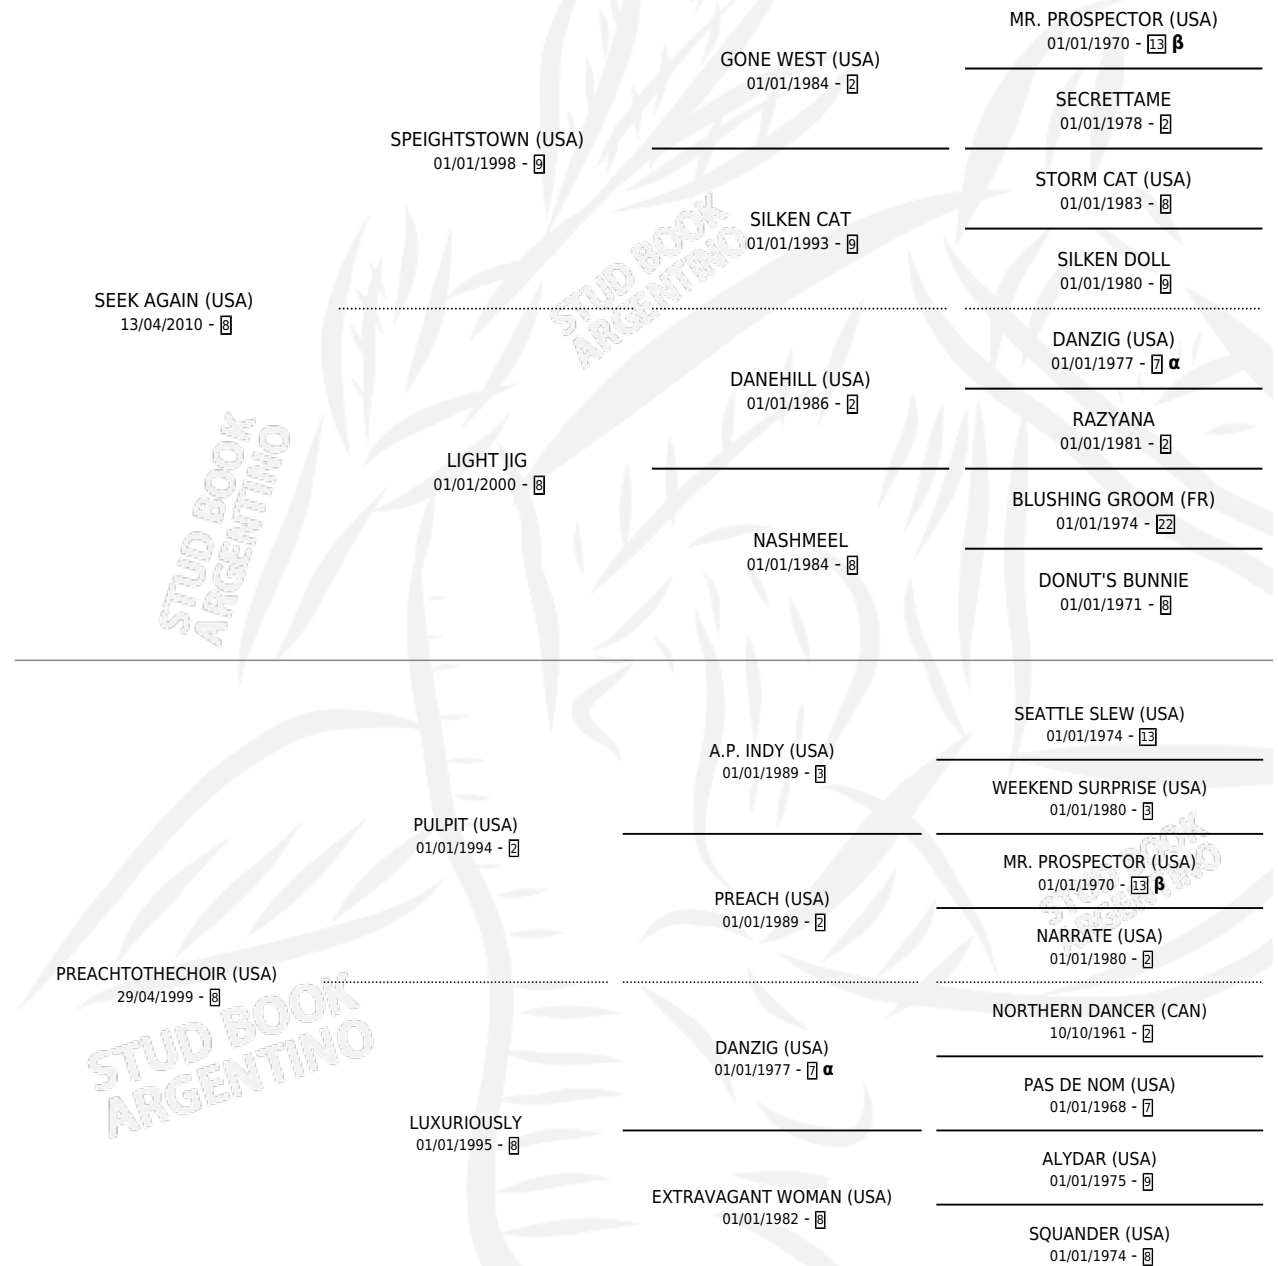 MR. PROSPECTOR (USA)
01/01/1970 - 13 β
GONE WEST (USA)
01/01/1984 - 2
SECRETTAME
01/01/1978 - 2
SPEIGHTSTOWN (USA)
01/01/1998 - 9
STORM CAT (USA)
01/01/1983 - 8
SILKEN CAT
01/01/1993 - 9
SILKEN DOLL
01/01/1980 - 9
SEEK AGAIN (USA)
13/04/2010 - 8
DANZIG (USA)
01/01/1977 - 7 α
DANEHILL (USA)
01/01/1986 - 2
RAZYANA
01/01/1981 - 2
LIGHT JIG
01/01/2000 - 8
BLUSHING GROOM (FR)
01/01/1974 - 22
NASHMEEL
01/01/1984 - 8
DONUT'S BUNNIE
01/01/1971 - 8
SEATTLE SLEW (USA)
01/01/1974 - 13
A.P. INDY (USA)
01/01/1989 - 3
WEEKEND SURPRISE (USA)
01/01/1980 - 3
PULPIT (USA)
01/01/1994 - 2
MR. PROSPECTOR (USA)
01/01/1970 - 13 β
PREACH (USA)
01/01/1989 - 2
NARRATE (USA)
01/01/1980 - 2
PREACHTOTHECHOIR (USA)
29/04/1999 - 8
NORTHERN DANCER (CAN)
10/10/1961 - 2
DANZIG (USA)
01/01/1977 - 7 α
PAS DE NOM (USA)
01/01/1968 - 7
LUXURIOUSLY
01/01/1995 - 8
ALYDAR (USA)
01/01/1975 - 9
EXTRAVAGANT WOMAN (USA)
01/01/1982 - 8
SQUANDER (USA)
01/01/1974 - 8
STUD BOOK
ARGENTINO
STUD BOOK
ARGENTINO
STUD BOOK
ARGENTINO
STUD BOOK
ARGENTINO